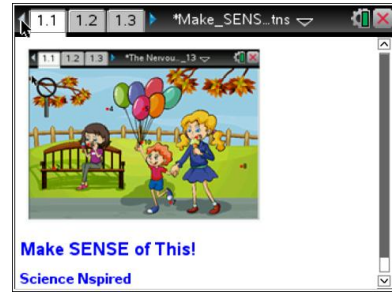 1.1 1.2 1.3 *Make_SENS...tns
1.1 1.2 1.3 *The Nervou..._13
Make SENSE of This!
Science Nspired